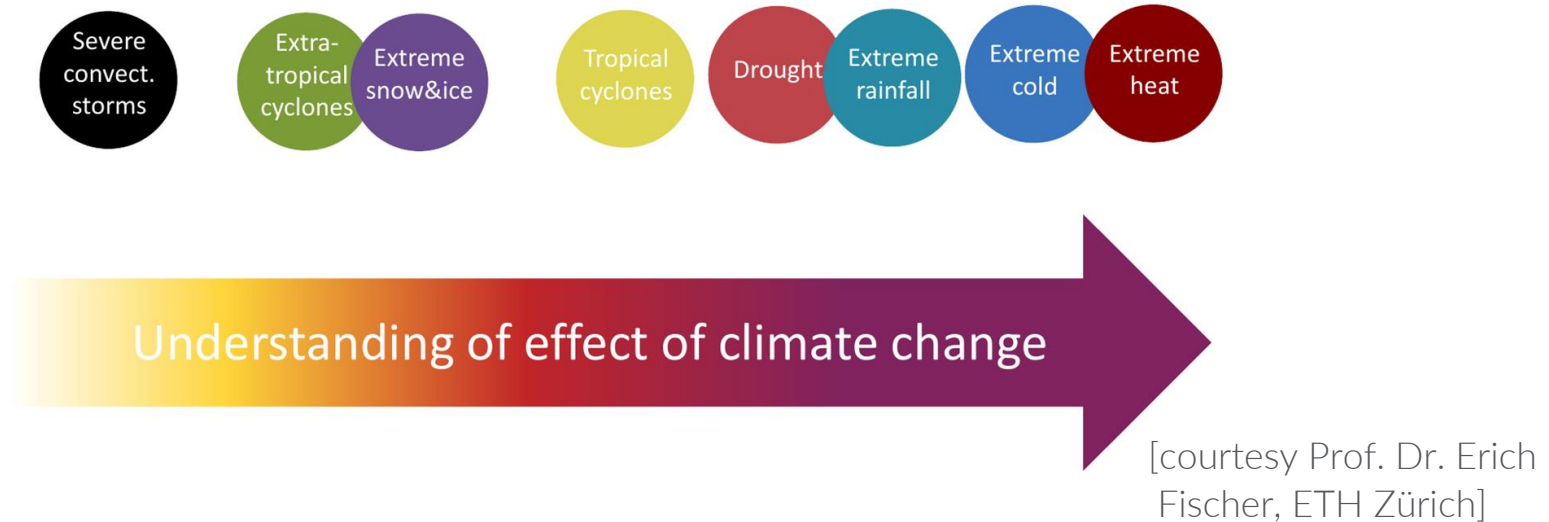 Severe
convect.
storms
Extra-
tropical
cyclones
Extreme
snow&ice
Tropical
cyclones
Drought
Extreme
rainfall
Extreme
cold
Extreme
heat
Understanding of effect of climate change
[courtesy Prof. Dr. Erich
Fischer, ETH Zürich]